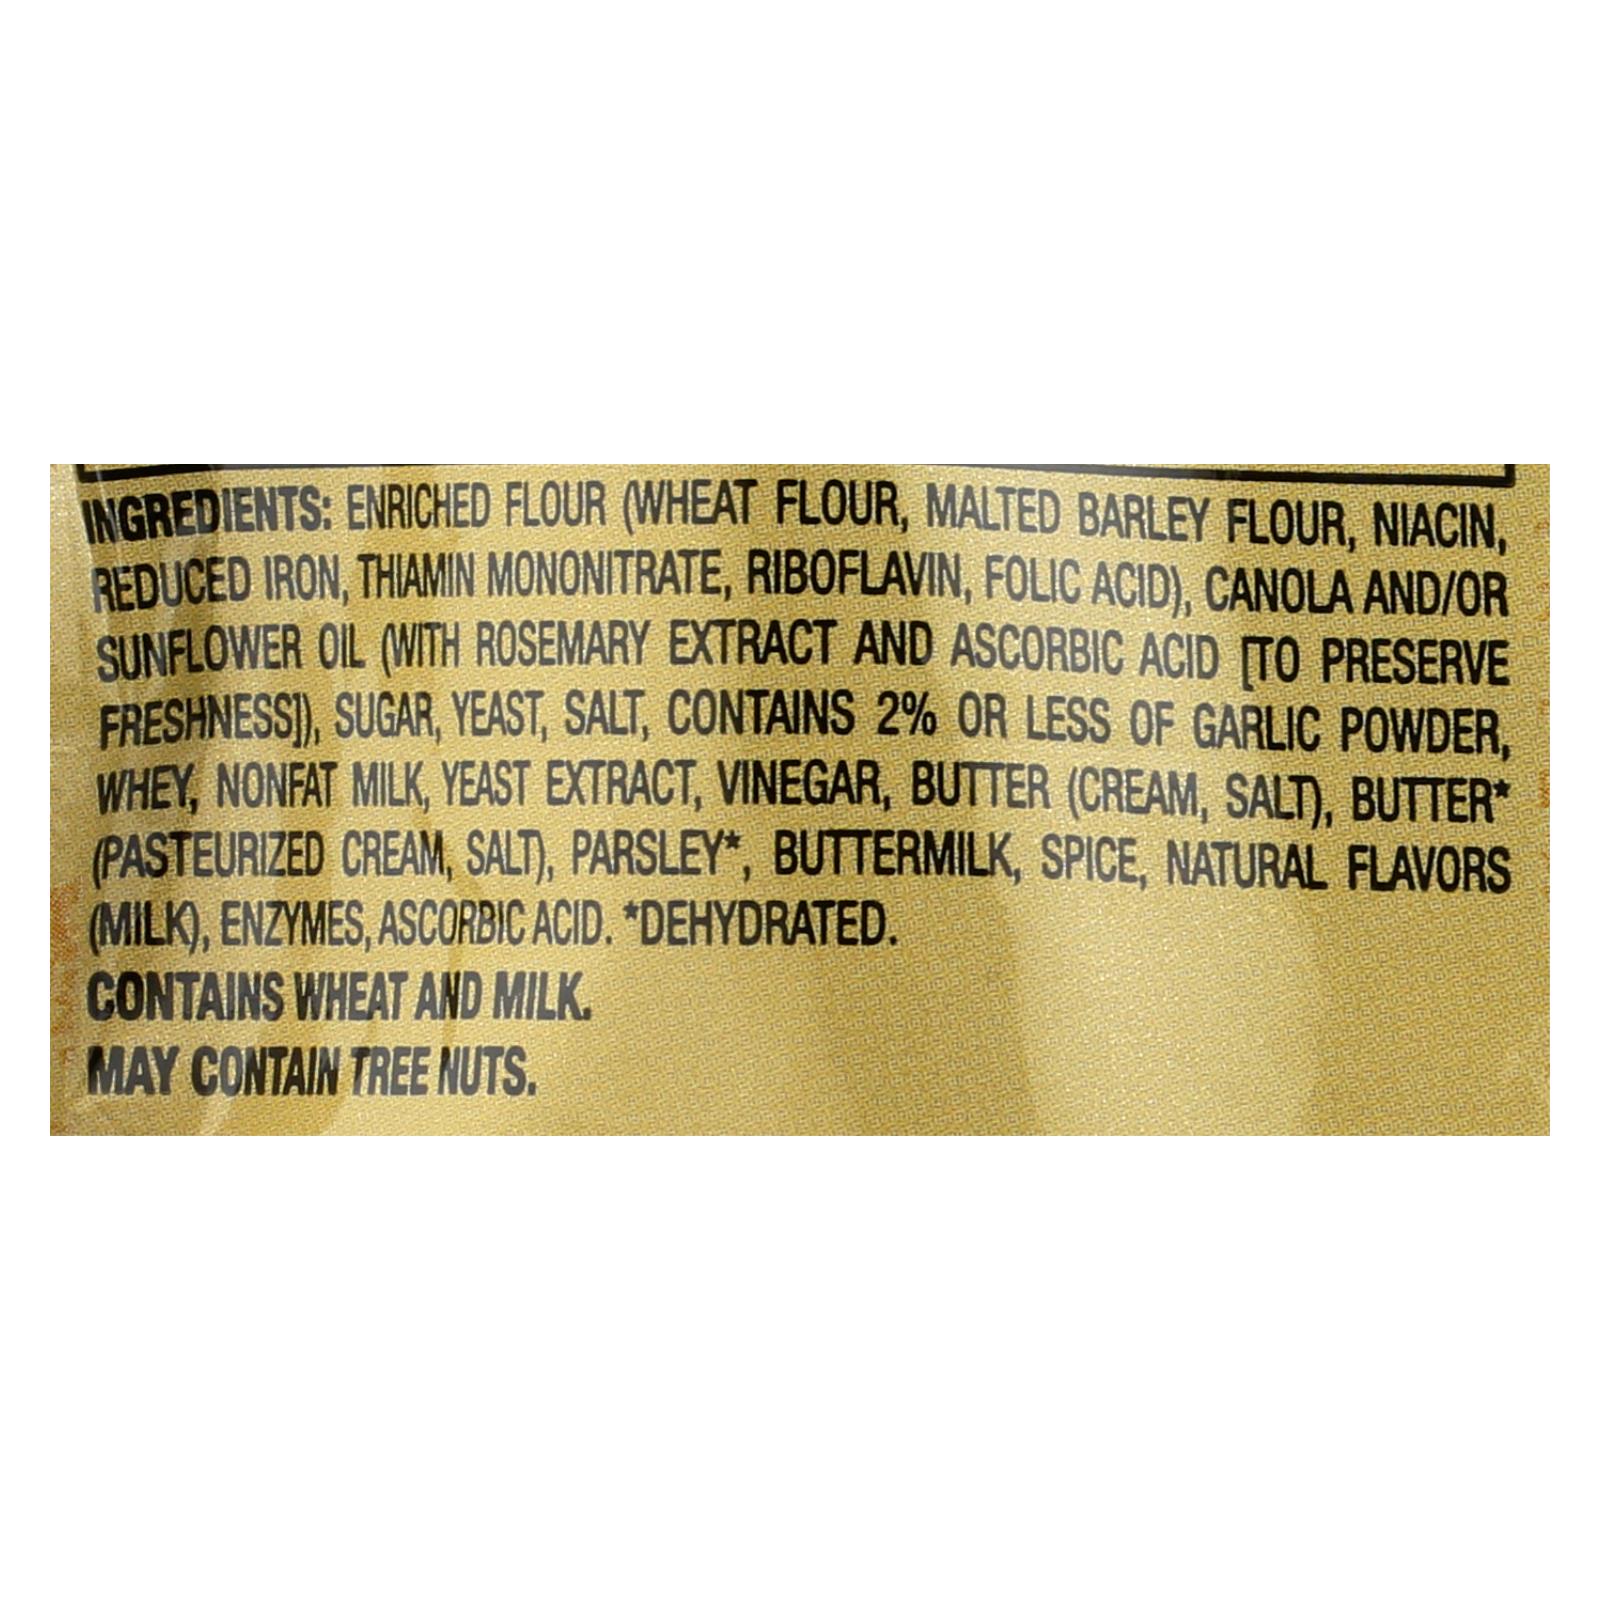 INGREDIENTS: ENRICHED FLOUR (WHEAT FLOUR, MALTED BARLEY FLOUR, NIACIN,
REDUCED IRON, THIAMIN MONONITRATE, RIBOFLAVIN, FOLIC ACID), CANOLA AND/OR
SUNFLOWER OIL (WITH ROSEMARY EXTRACT AND ASCORBIC ACID [TO PRESERVE
FRESHNESS]), SUGAR, YEAST, SALT, CONTAINS 2% OR LESS OF GARLIC POWDER,
WHEY, NONFAT MILK, YEAST EXTRACT, VINEGAR, BUTTER (CREAM, SALT), BUTTER*
(PASTEURIZED CREAM, SALT), PARSLEY*, BUTTERMILK, SPICE, NATURAL FLAVORS
(MILK), ENZYMES, ASCORBIC ACID. *DEHYDRATED.
CONTAINS WHEAT AND MILK.
MAY CONTAIN TREE NUTS.